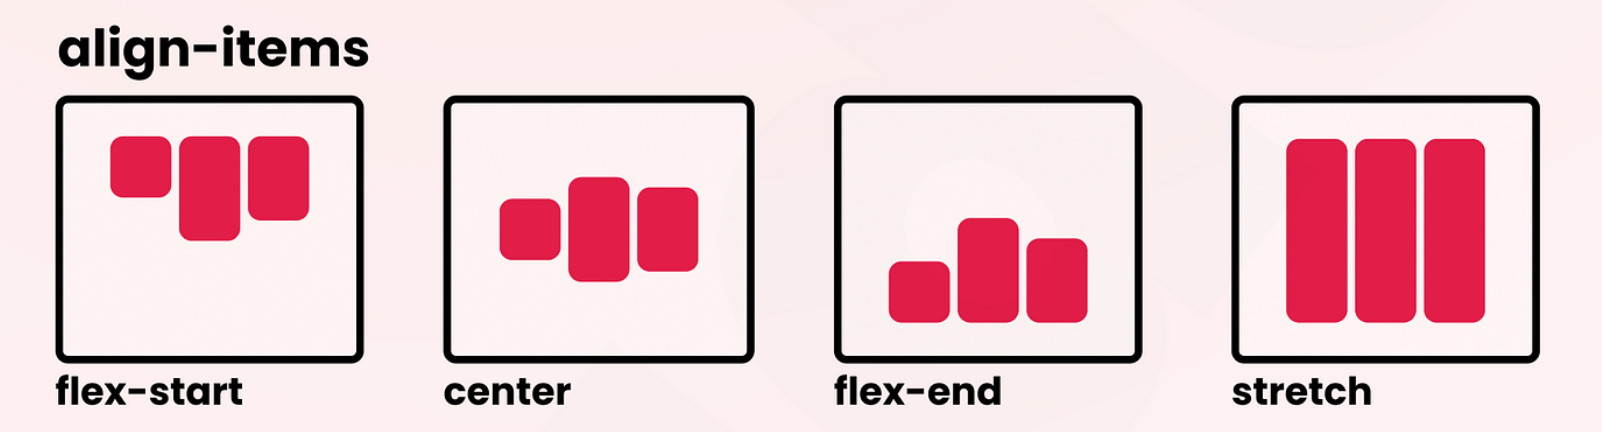 align-items
flex-start
center
flex-end
stretch